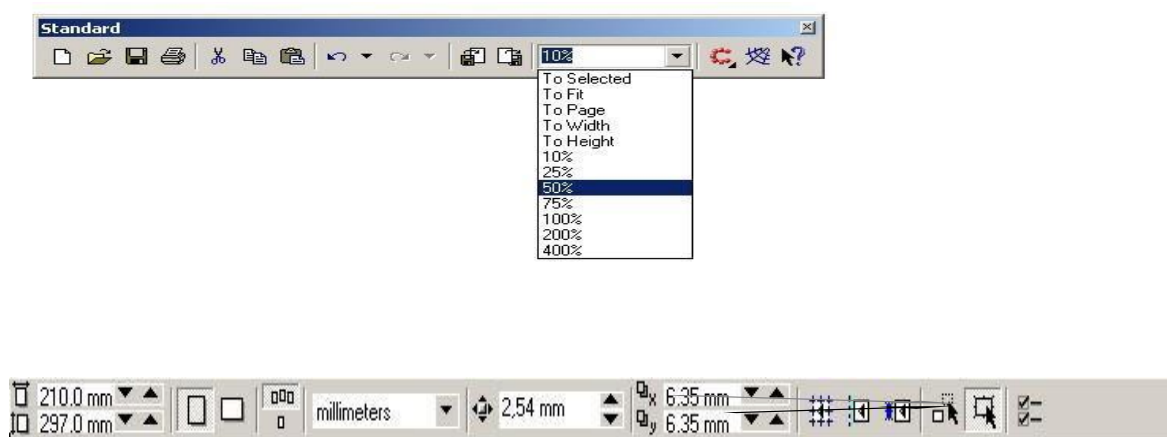 Standard
10%
To Selected
To Fit
To Page
To Width
To Height
10%
25%
50%
75%
100%
200%
400%
210.0 mm
297.0 mm
millimeters
2,54 mm
x 6.35 mm
y 6.35 mm